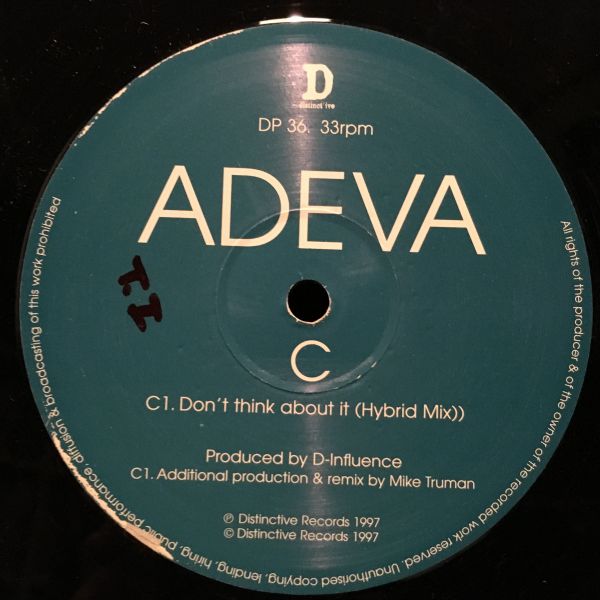 D
distinct'ive
DP 36. 33rpm
ADEVA
I.I
C
C1. Don't think about it (Hybrid Mix))
Produced by D-Influence
C1. Additional production & remix by Mike Truman
℗ Distinctive Records 1997
© Distinctive Records 1997
All rights of the producer & of the owner of the recorded work reserved. Unauthorised copying, lending, hiring, public performance, diffusion & broadcasting of this work prohibited